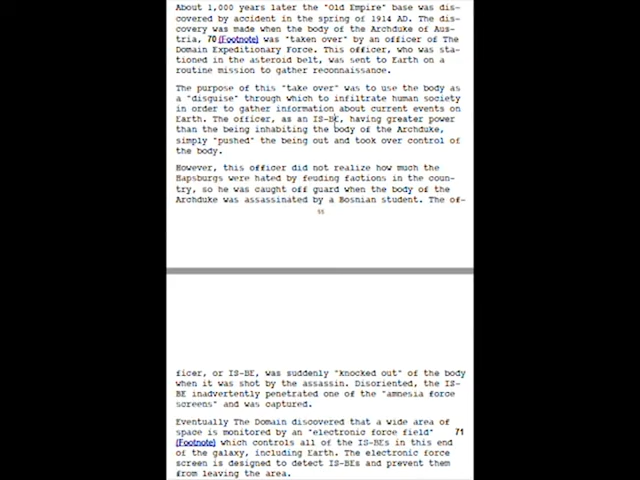 About 1,000 years later the "Old Empire" base was dis-
covered by accident in the spring of 1914 AD. The dis-
covery was made when the body of the Archduke of Aus-
tria, 70 (Footnote) was "taken over" by an officer of The
Domain Expeditionary Force. This officer, who was sta-
tioned in the asteroid belt, was sent to Earth on a
routine mission to gather reconnaissance.
The purpose of this "take over" was to use the body as
a "disguise" through which to infiltrate human society
in order to gather information about current events on
Earth. The officer, as an IS-BE, having greater power
than the being inhabiting the body of the Archduke,
simply "pushed" the being out and took over control of
the body.
However, this officer did not realize how much the
Hapsburgs were hated by feuding factions in the coun-
try, so he was caught off guard when the body of the
Archduke was assassinated by a Bosnian student. The of-
ficer, or IS-BE, was suddenly "knocked out" of the body
when it was shot by the assassin. Disoriented, the IS-
BE inadvertently penetrated one of the "amnesia force
screens" and was captured.
Eventually The Domain discovered that a wide area of
space is monitored by an "electronic force field" 71
(Footnote) which controls all of the IS-BEs in this end
of the galaxy, including Earth. The electronic force
screen is designed to detect IS-BEs and prevent them
from leaving the area.